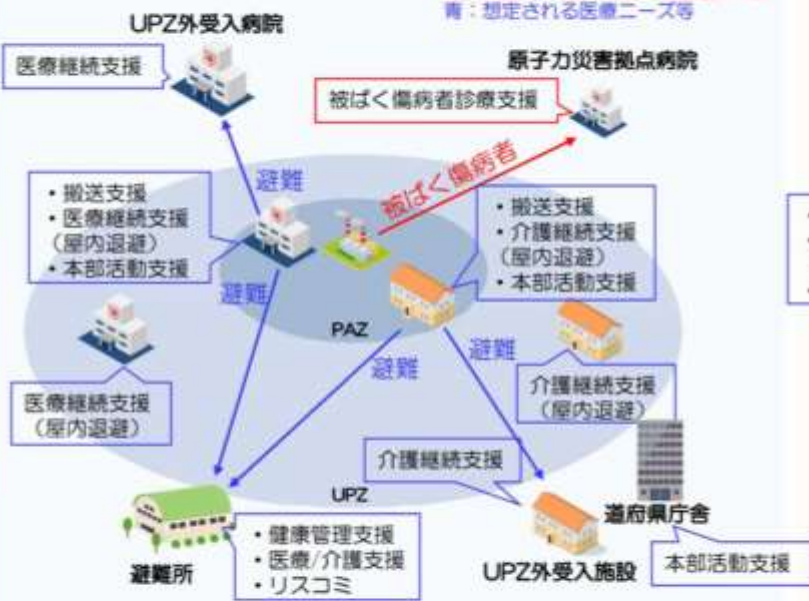 青：想定される医療ニーズ等
UPZ外受入病院
医療継続支援
原子力災害拠点病院
被ばく傷病者診療支援
避難
被ばく傷病者
・搬送支援
・医療継続支援
（屋内退避）
・本部活動支援
・搬送支援
・介護継続支援
（屋内退避）
・本部活動支援
避難
PAZ
避難
避難
医療継続支援
（屋内退避）
介護継続支援
（屋内退避）
介護継続支援
UPZ
道府県庁舎
・健康管理支援
・医療/介護支援
・リスコミ
避難所
UPZ外受入施設
本部活動支援